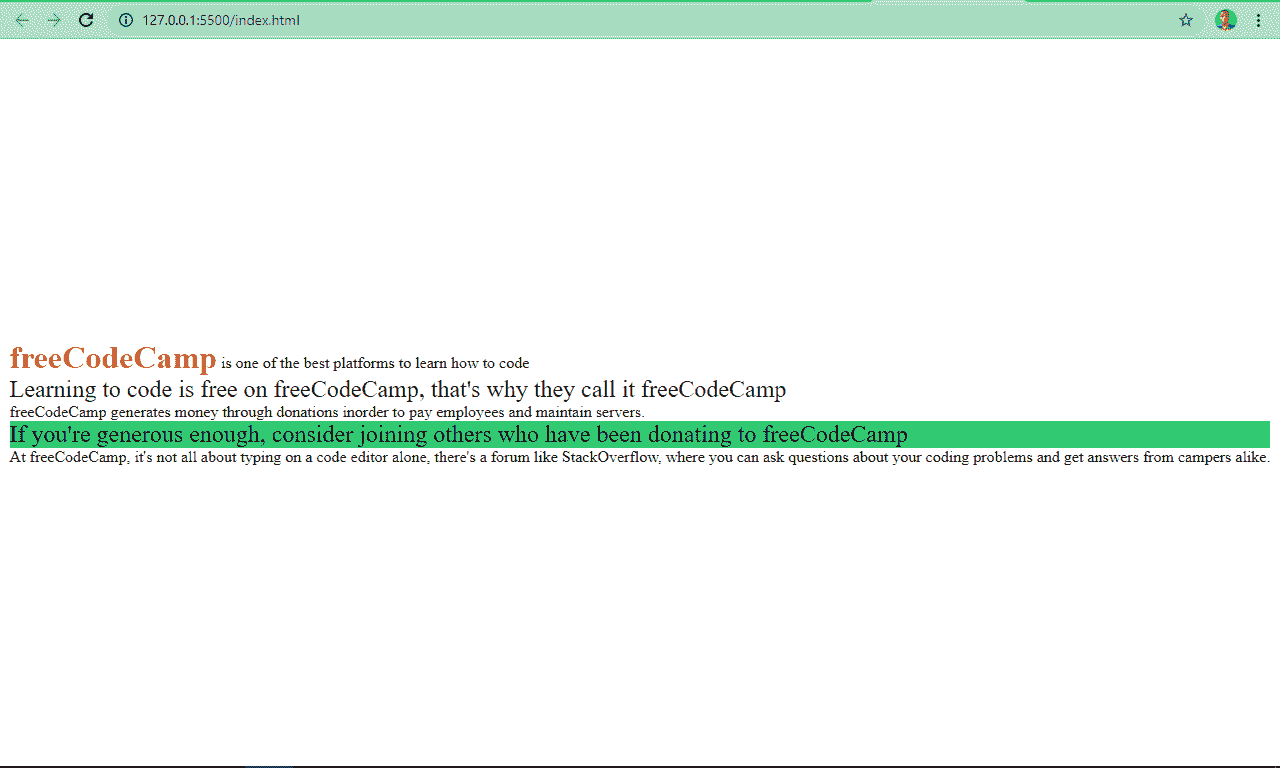 127.0.0.1:5500/index.html
freeCodeCamp is one of the best platforms to learn how to code
Learning to code is free on freeCodeCamp, that's why they call it freeCodeCamp
freeCodeCamp generates money through donations inorder to pay employees and maintain servers.
If you're generous enough, consider joining others who have been donating to freeCodeCamp
At freeCodeCamp, it's not all about typing on a code editor alone, there's a forum like StackOverflow, where you can ask questions about your coding problems and get answers from campers alike.